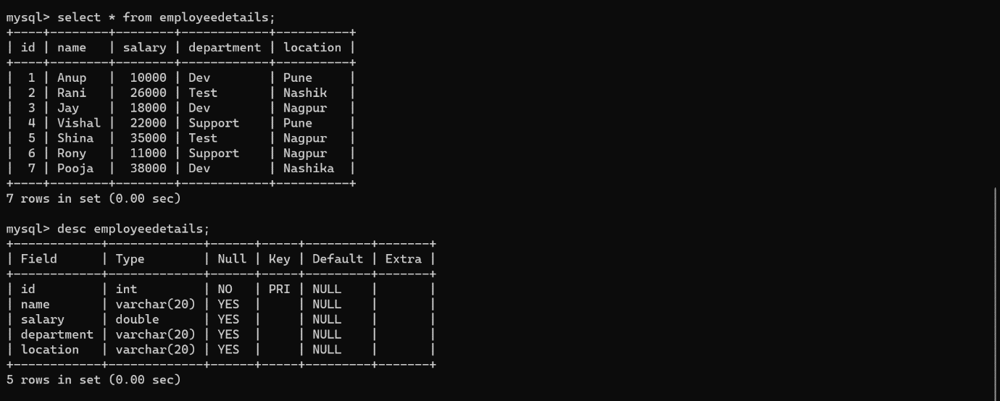 mysql> select * from employeedetails;
+----+--------+--------+------------+----------+
| id | name   | salary | department | location |
+----+--------+--------+------------+----------+
|  1 | Anup   |  10000 | Dev        | Pune     |
|  2 | Rani   |  26000 | Test       | Nashik   |
|  3 | Jay    |  18000 | Dev        | Nagpur   |
|  4 | Vishal |  22000 | Support    | Pune     |
|  5 | Shina  |  35000 | Test       | Nagpur   |
|  6 | Rony   |  11000 | Support    | Nagpur   |
|  7 | Pooja  |  38000 | Dev        | Nashika  |
+----+--------+--------+------------+----------+
7 rows in set (0.00 sec)

mysql> desc employeedetails;
+------------+-------------+------+-----+---------+-------+
| Field      | Type        | Null | Key | Default | Extra |
+------------+-------------+------+-----+---------+-------+
| id         | int         | NO   | PRI | NULL    |       |
| name       | varchar(20) | YES  |     | NULL    |       |
| salary     | double      | YES  |     | NULL    |       |
| department | varchar(20) | YES  |     | NULL    |       |
| location   | varchar(20) | YES  |     | NULL    |       |
+------------+-------------+------+-----+---------+-------+
5 rows in set (0.00 sec)